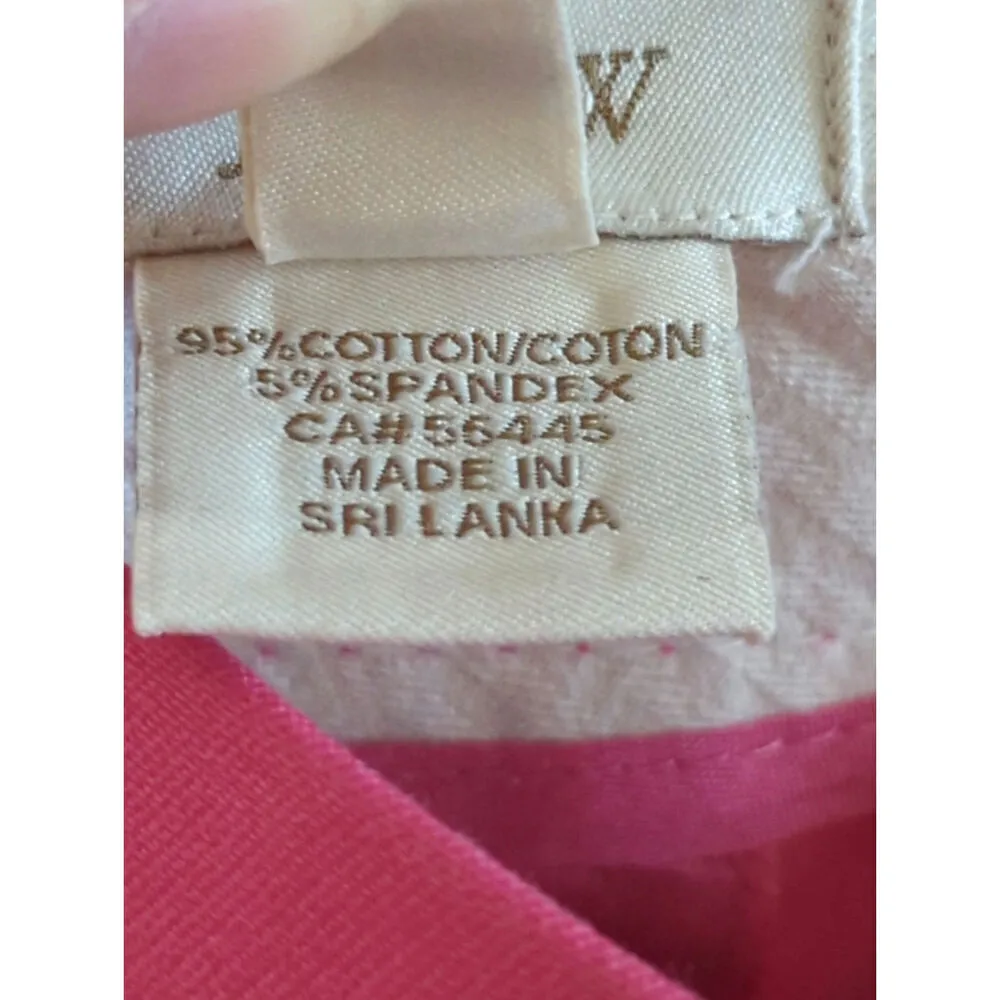 W
95%COTTON/COTON
5%SPANDEX
CA# 56445
MADE IN
SRI LANKA